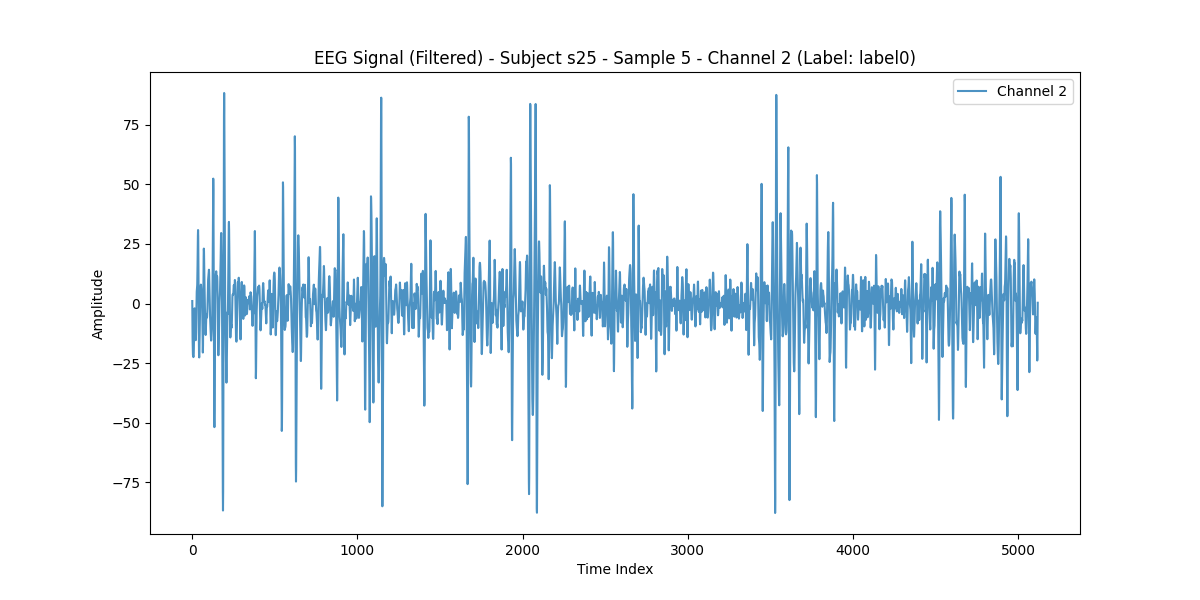 EEG Signal (Filtered) - Subject s25 - Sample 5 - Channel 2 (Label: label0)
Channel 2
75
50
25
0
−25
−50
−75
Amplitude
0 1000 2000 3000 4000 5000
Time Index